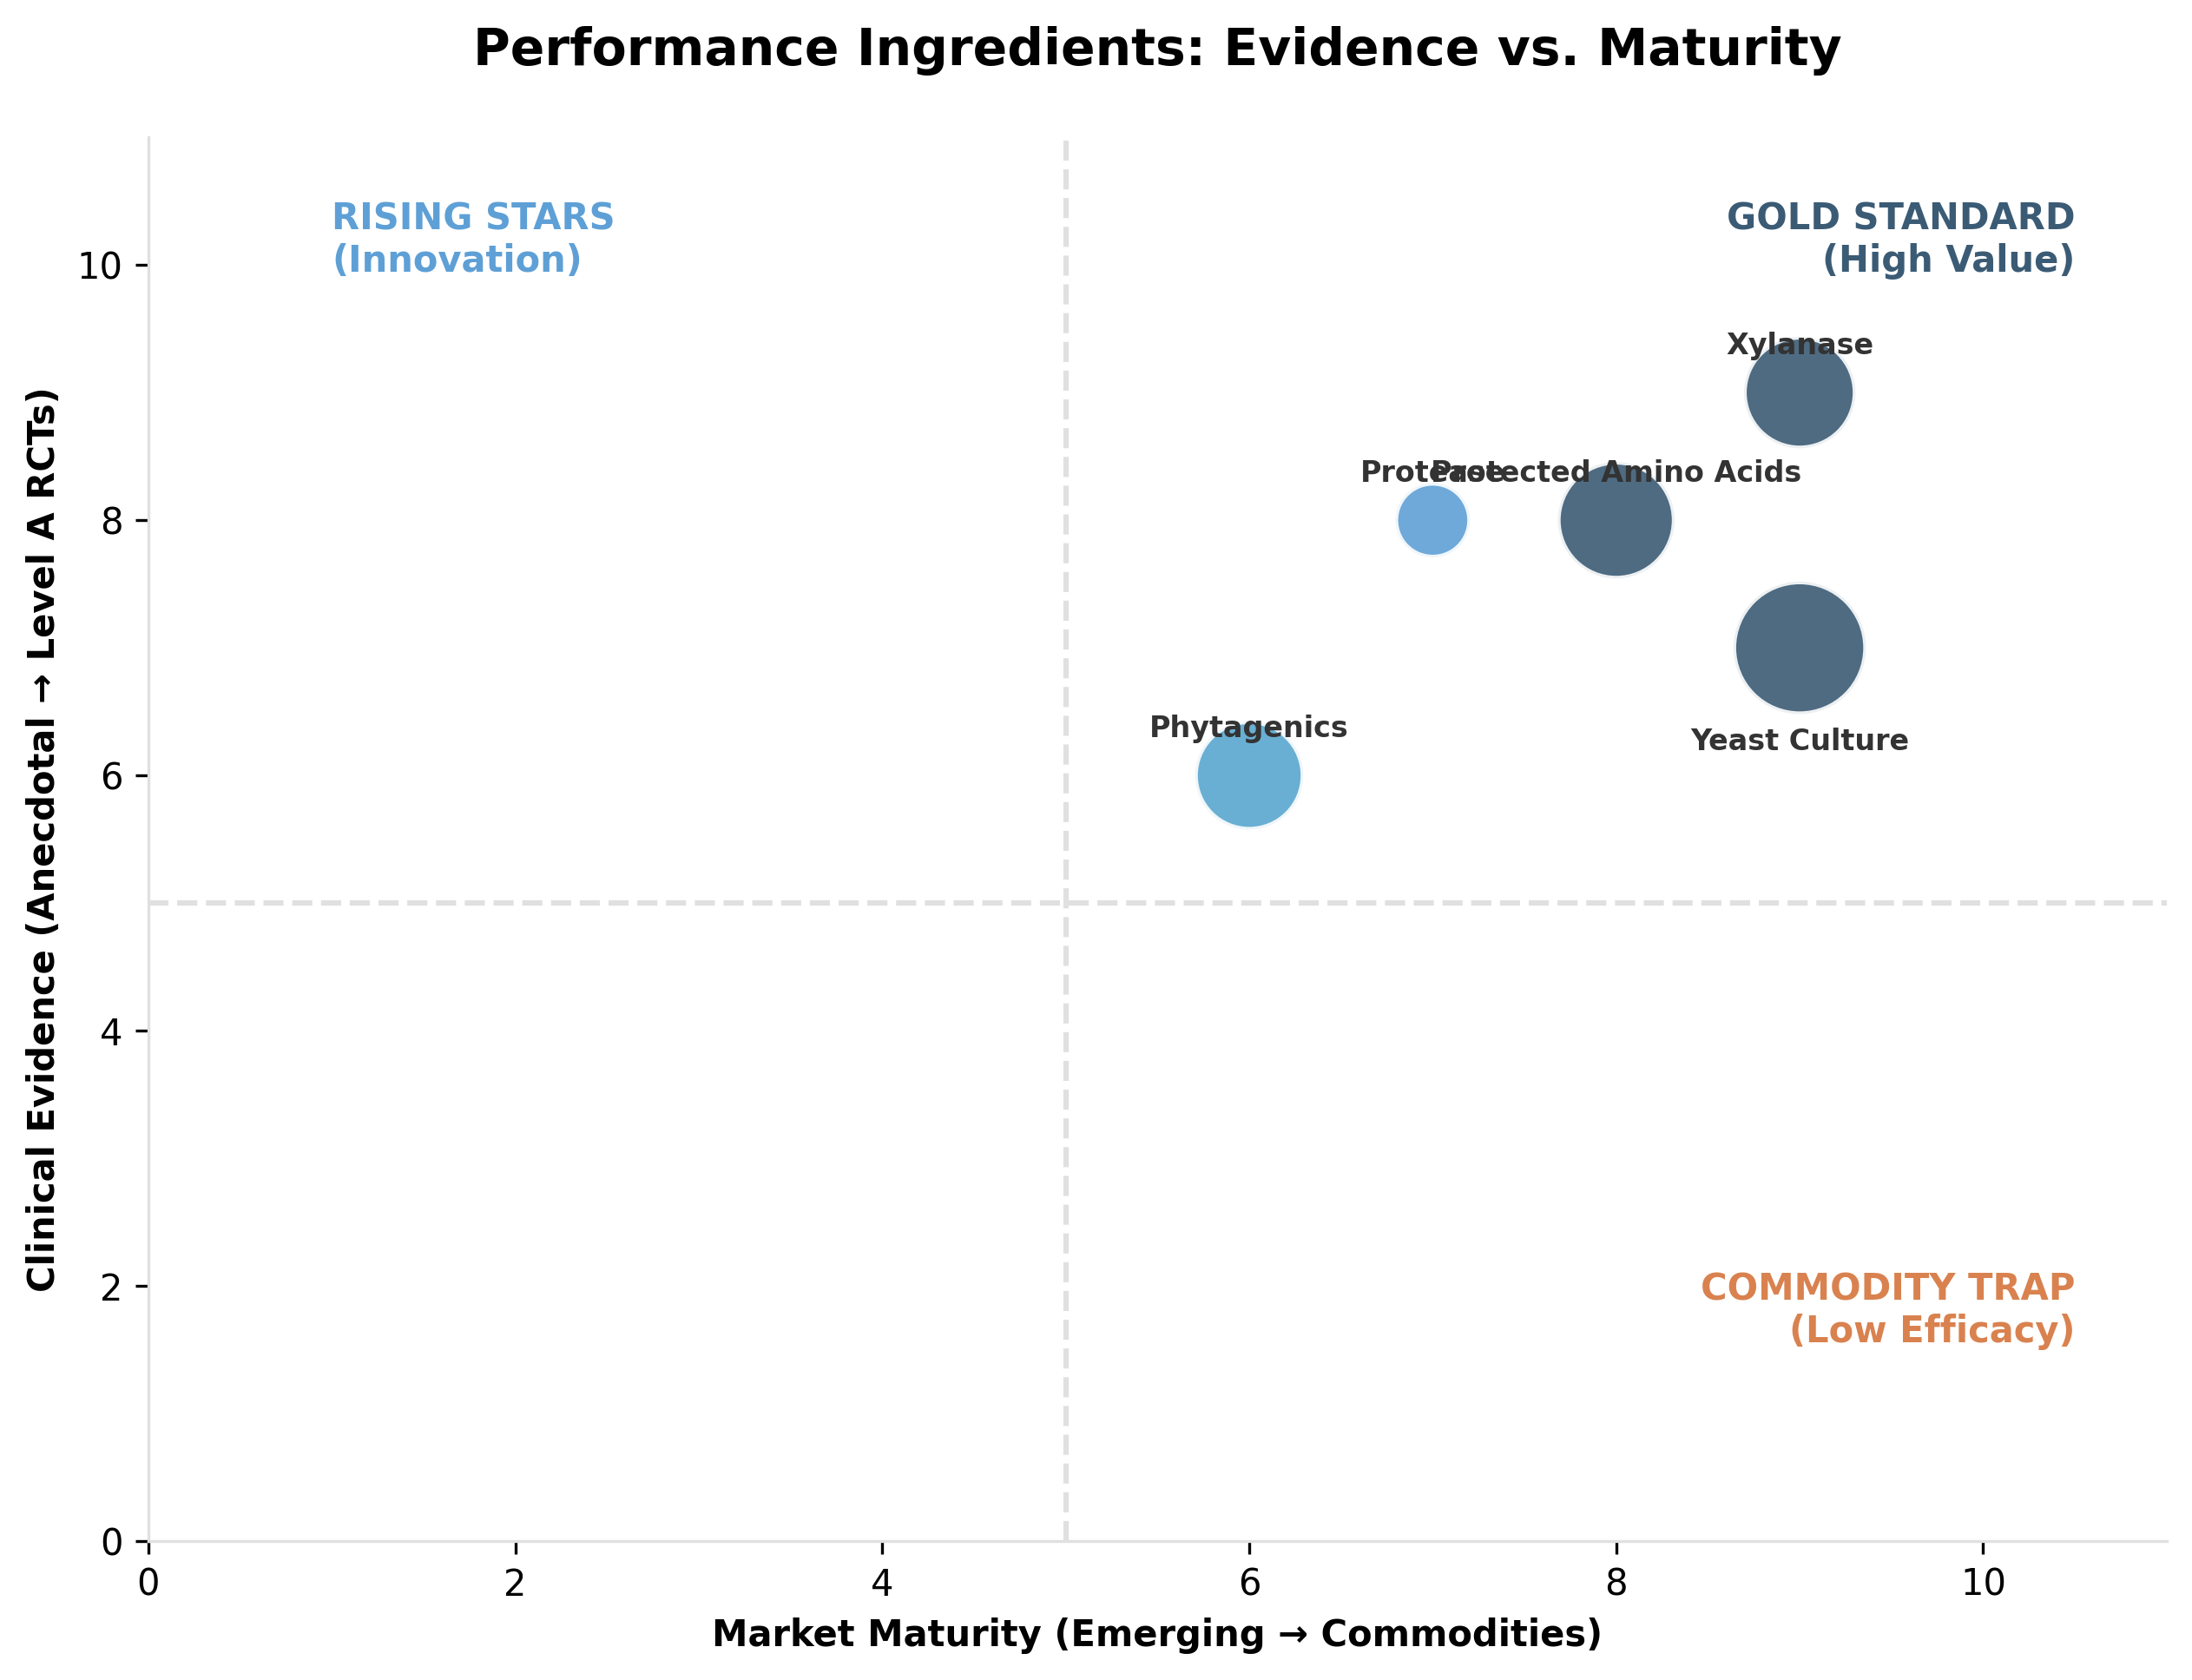 Performance Ingredients: Evidence vs. Maturity
RISING STARS
(Innovation)
GOLD STANDARD
(High Value)
Xylanase
Protease
Protected Amino Acids
Yeast Culture
Phytagenics
COMMODITY TRAP
(Low Efficacy)
Clinical Evidence (Anecdotal → Level A RCTs)
10
8
6
4
2
0
0
2
4
6
8
10
Market Maturity (Emerging → Commodities)